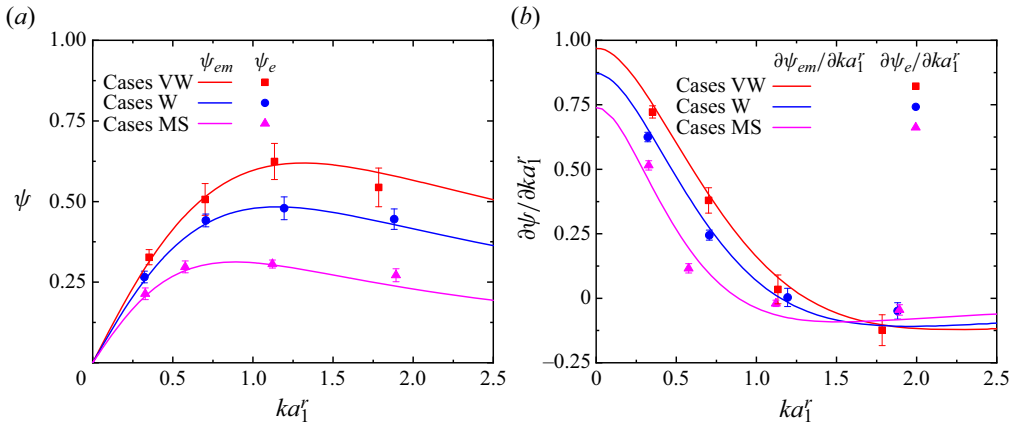 (a)
1.00
0.75
0.50
0.25
0
0.5
1.0
1.5
2.0
2.5
ψ
ka₁ʳ
ψₑₘ ψₑ
Cases VW
Cases W
Cases MS
(b)
1.00
0.75
0.50
0.25
0
−0.25
0
0.5
1.0
1.5
2.0
2.5
∂ψ/∂ka₁ʳ
ka₁ʳ
∂ψₑₘ/∂ka₁ʳ ∂ψₑ/∂ka₁ʳ
Cases VW
Cases W
Cases MS